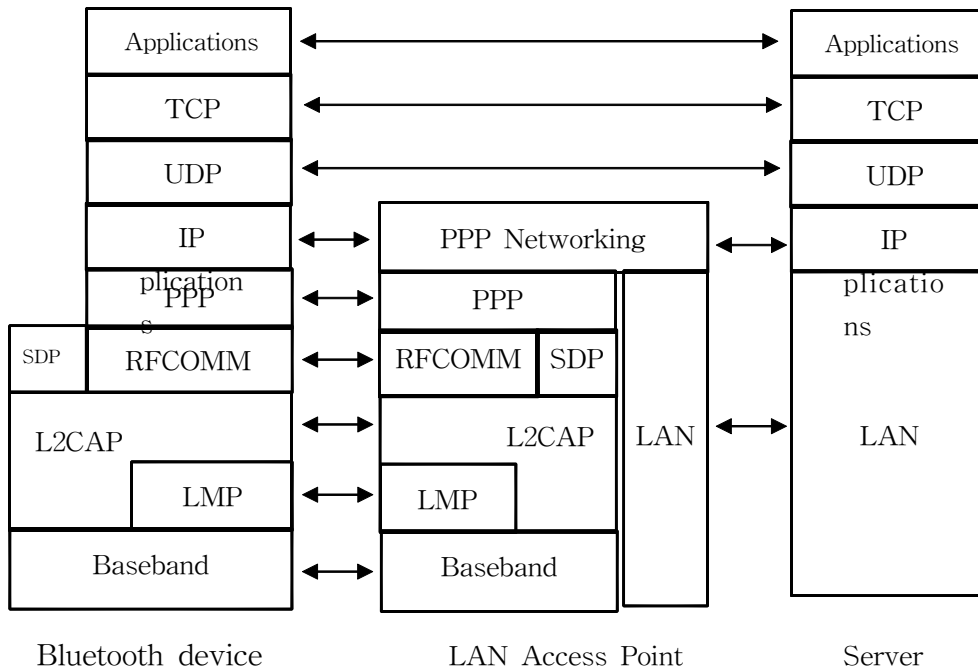 Applications
Applications
TCP
TCP
UDP
UDP
IP
PPP Networking
IP
plication
s
PPP
PPP
plicatio
ns
SDP
RFCOMM
RFCOMM
SDP
L2CAP
L2CAP
LAN
LAN
LMP
LMP
Baseband
Baseband
Bluetooth device
LAN Access Point
Server